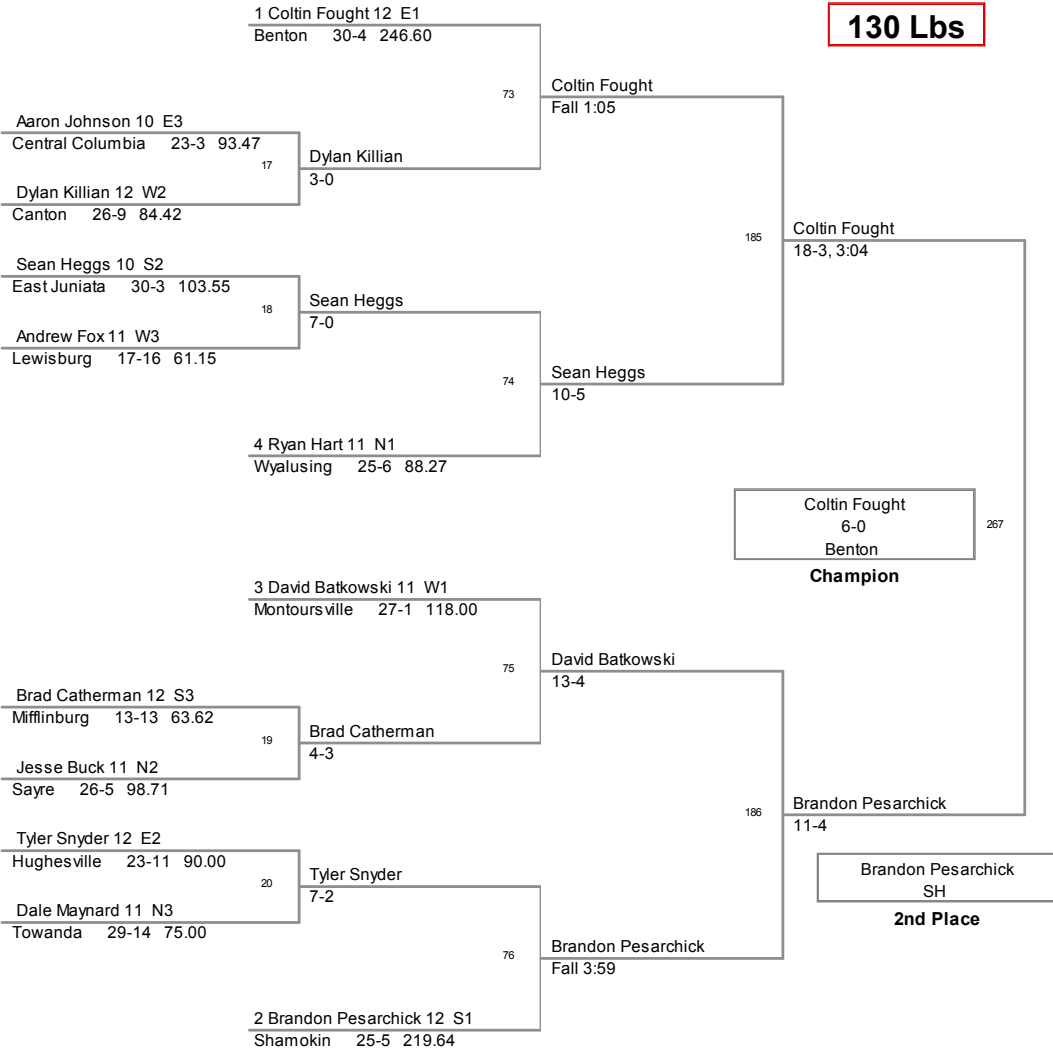 130 Lbs
1 Coltin Fought 12 E1
Benton 30-4 246.60
73
Coltin Fought
Fall 1:05
Aaron Johnson 10 E3
Central Columbia 23-3 93.47
17
Dylan Killian
3-0
Dylan Killian 12 W2
Canton 26-9 84.42
185
Coltin Fought
18-3, 3:04
Sean Heggs 10 S2
East Juniata 30-3 103.55
18
Sean Heggs
7-0
Andrew Fox 11 W3
Lewisburg 17-16 61.15
74
Sean Heggs
10-5
4 Ryan Hart 11 N1
Wyalusing 25-6 88.27
Coltin Fought
6-0
Benton
267
Champion
3 David Batkowski 11 W1
Montoursville 27-1 118.00
75
David Batkowski
13-4
Brad Catherman 12 S3
Mifflinburg 13-13 63.62
19
Brad Catherman
4-3
Jesse Buck 11 N2
Sayre 26-5 98.71
186
Brandon Pesarchick
11-4
Tyler Snyder 12 E2
Hughesville 23-11 90.00
20
Tyler Snyder
7-2
Dale Maynard 11 N3
Towanda 29-14 75.00
Brandon Pesarchick
SH
2nd Place
76
Brandon Pesarchick
Fall 3:59
2 Brandon Pesarchick 12 S1
Shamokin 25-5 219.64